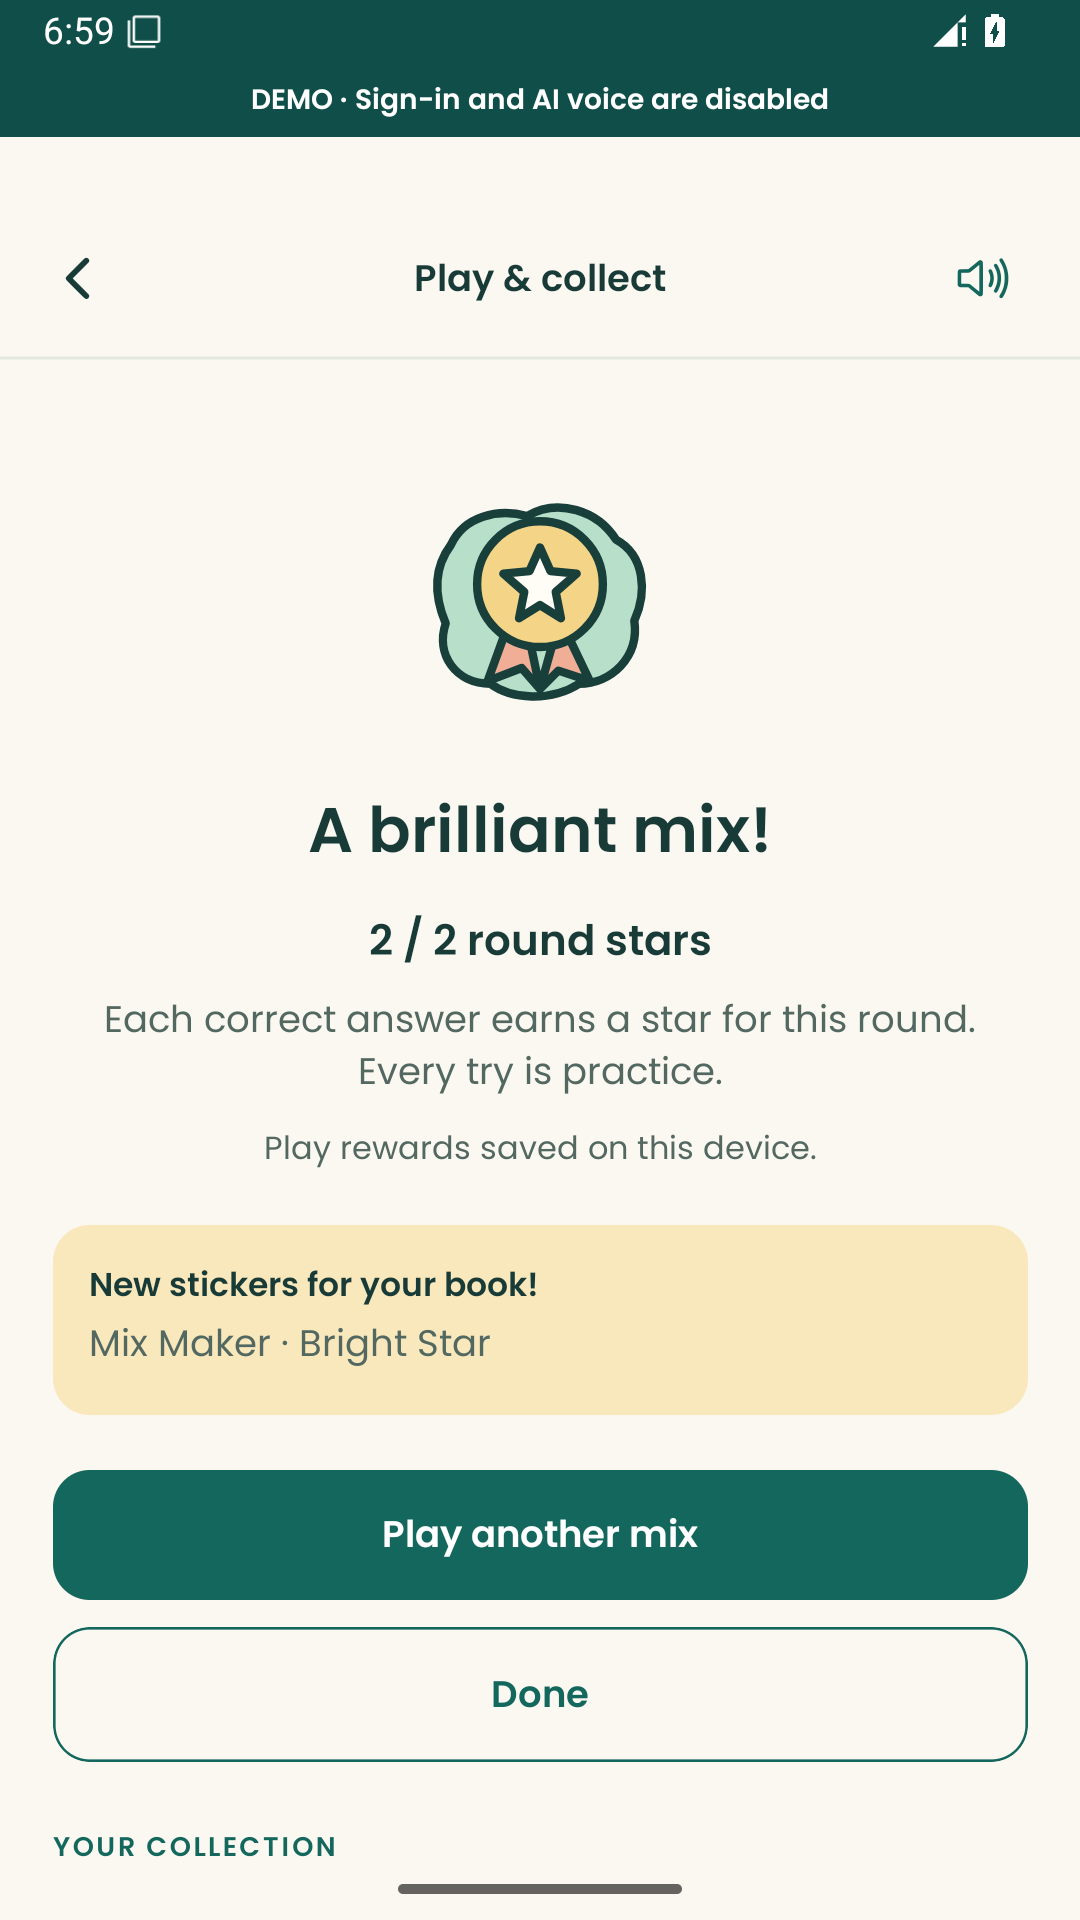 6:59
DEMO · Sign-in and AI voice are disabled
Play & collect
A brilliant mix!
2 / 2 round stars
Each correct answer earns a star for this round.
Every try is practice.
Play rewards saved on this device.
New stickers for your book!
Mix Maker · Bright Star
Play another mix
Done
YOUR COLLECTION